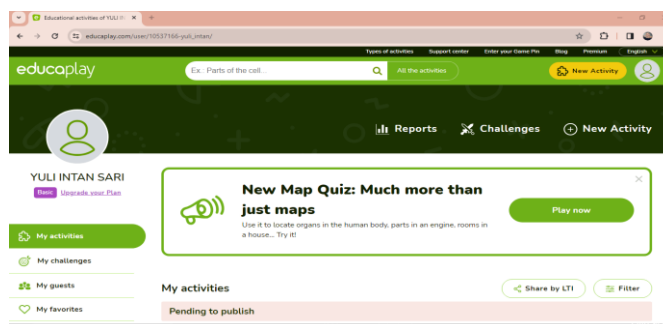 Educational activities of YULI I
educaplay.com/user/10537166-yuli_intan/
Types of activities Support center Enter your Game Pin Blog Premium English
educaplay Ex.: Parts of the cell... All the activities New Activity
Reports Challenges New Activity
YULI INTAN SARI
Basic Upgrade your Plan
New Map Quiz: Much more than
just maps
Use it to locate organs in the human body, parts in an engine, rooms in
a house... Try it!
Play now
My activities
My challenges
My guests
My favorites
My activities Share by LTI Filter
Pending to publish